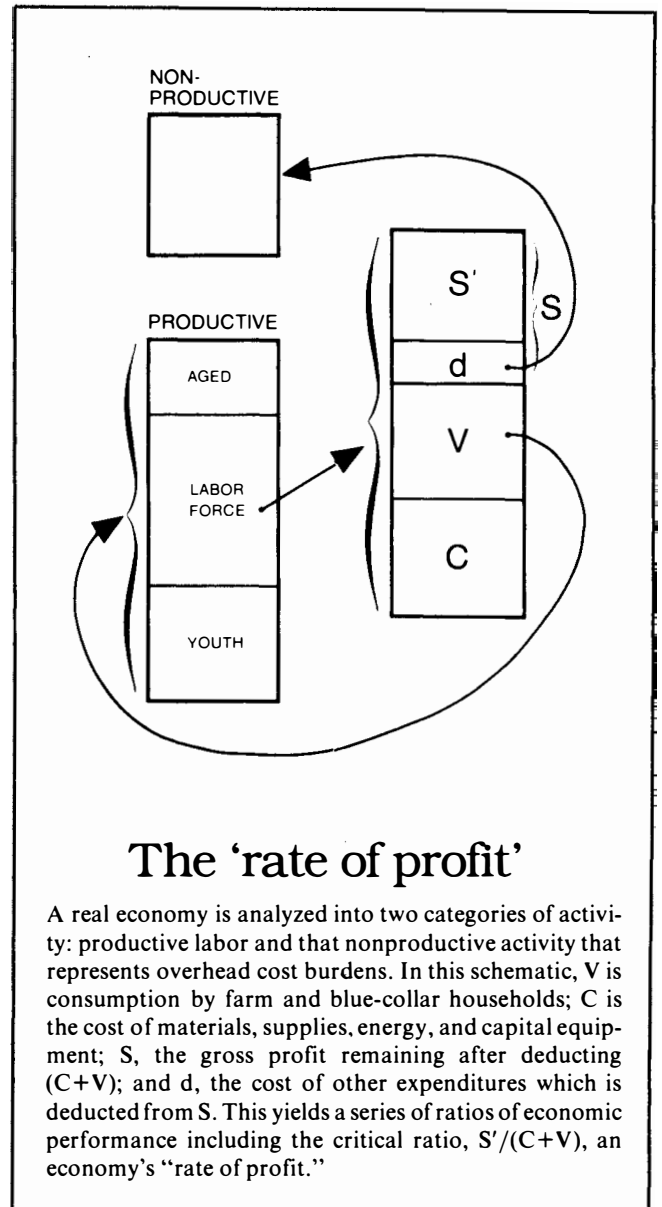 NON-
PRODUCTIVE
S'
S
PRODUCTIVE
d
AGED
V
LABOR
FORCE
C
YOUTH
The ‘rate of profit’
A real economy is analyzed into two categories of activi-
ty: productive labor and that nonproductive activity that
represents overhead cost burdens. In this schematic, V is
consumption by farm and blue-collar households; C is
the cost of materials, supplies, energy, and capital equip-
ment; S, the gross profit remaining after deducting
(C+V); and d, the cost of other expenditures which is
deducted from S. This yields a series of ratios of economic
performance including the critical ratio, S'/(C+V), an
economy's “rate of profit.”